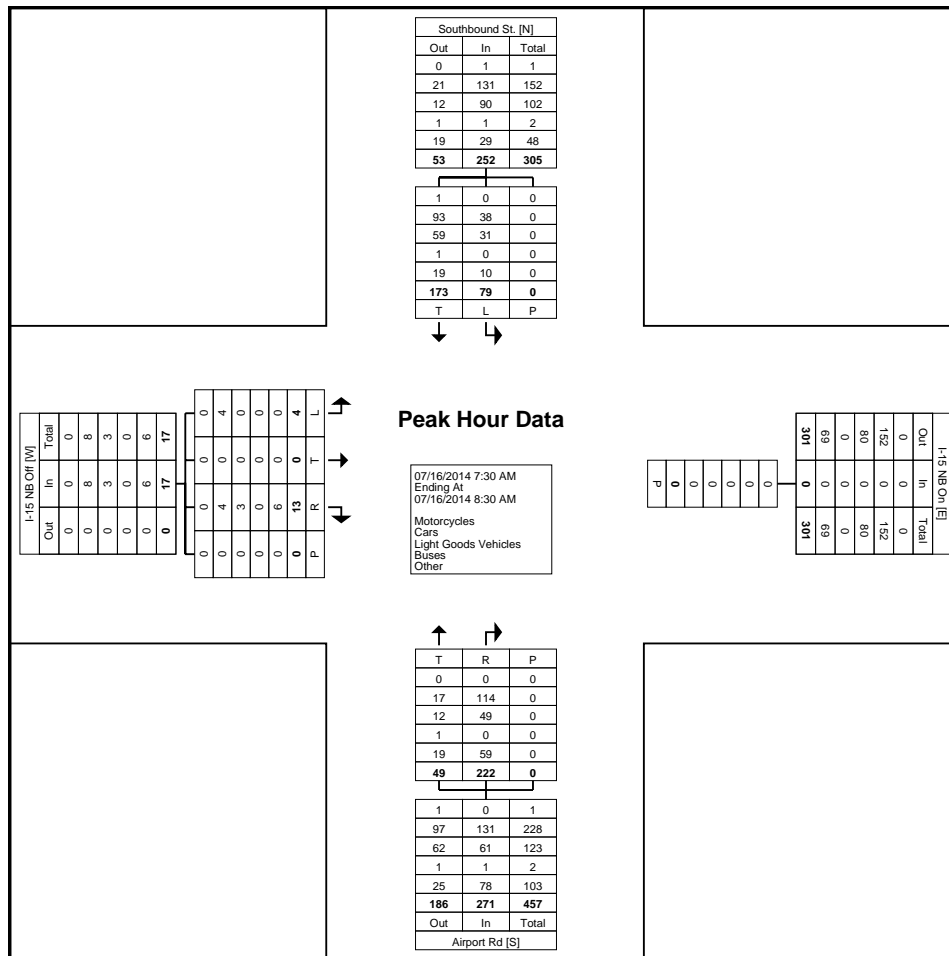 Southbound St. [N]
Out In Total
0 1 1
21 131 152
12 90 102
1 1 2
19 29 48
53 252 305
1 0 0
93 38 0
59 31 0
1 0 0
19 10 0
173 79 0
T L P
I-15 NB Off [W]
Total In Out
0 0 0
8 8 0
3 3 0
0 0 0
6 6 0
17 17 0
0 0 0 0
4 0 4 0
0 0 3 0
0 0 0 0
0 0 6 0
4 0 13 0
L T R P
Peak Hour Data
07/16/2014 7:30 AM
Ending At
07/16/2014 8:30 AM
Motorcycles
Cars
Light Goods Vehicles
Buses
Other
I-15 NB On [E]
Out In Total
0 0 0
152 0 152
80 0 80
0 0 0
69 0 69
301 0 301
0
0
0
0
0
0
P
T R P
0 0 0
17 114 0
12 49 0
1 0 0
19 59 0
49 222 0
1 0 1
97 131 228
62 61 123
1 1 2
25 78 103
186 271 457
Out In Total
Airport Rd [S]